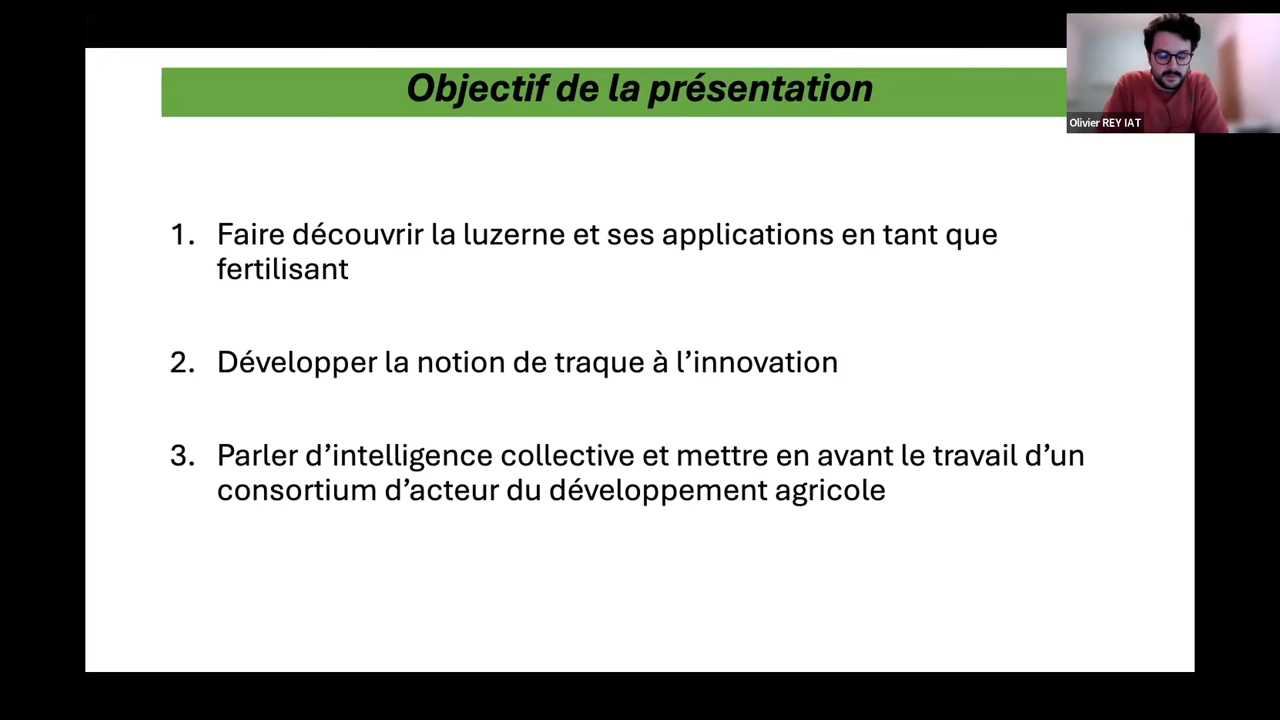 Objectif de la présentation
Olivier REY IAT
1. Faire découvrir la luzerne et ses applications en tant que
fertilisant
2. Développer la notion de traque à l’innovation
3. Parler d’intelligence collective et mettre en avant le travail d’un
consortium d’acteur du développement agricole